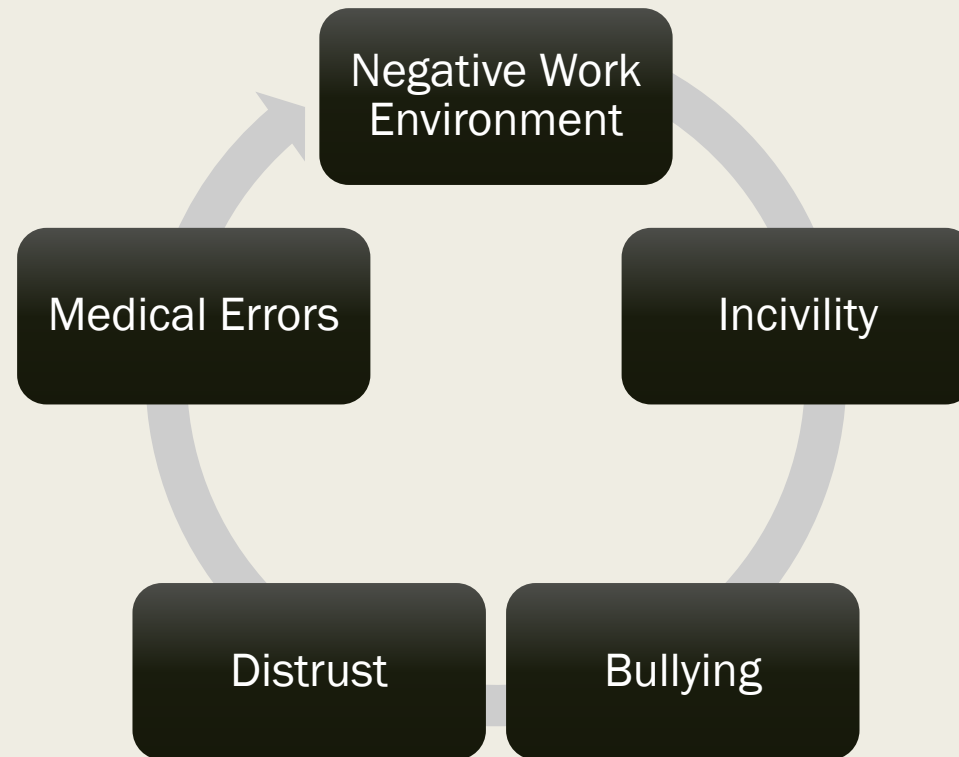 Negative Work
Environment
Incivility
Bullying
Distrust
Medical Errors